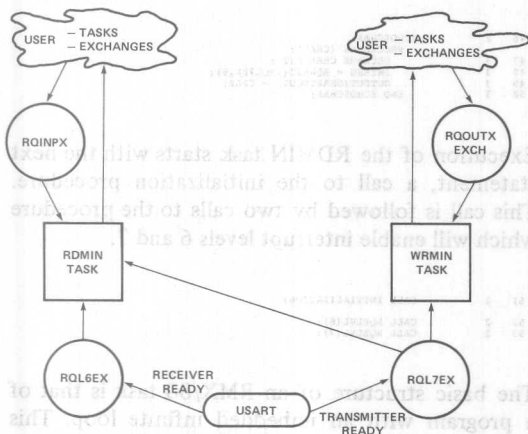 USER – TASKS
– EXCHANGES
USER – TASKS
– EXCHANGES
RQINPX
RQOUTX
EXCH
RDMIN
TASK
WRMIN
TASK
RQL6EX
RECEIVER
READY
USART
TRANSMITTER
READY
RQL7EX
Execution of the RDMIN task starts with the next
statement, a call to the initialization procedure.
This call is followed by two calls to the procedure
which will enable interrupt levels 6 and 7.
The basic structure of an task is that of
program with an infinite loop. This